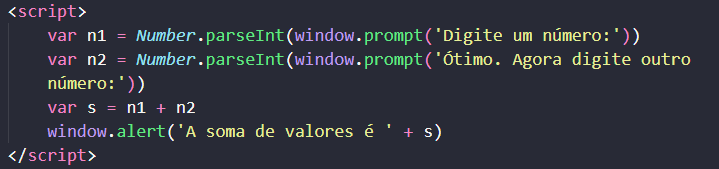 <script>
var n1 = Number.parseInt(window.prompt('Digite um número:'))
var n2 = Number.parseInt(window.prompt('Ótimo. Agora digite outro
número:'))
var s = n1 + n2
window.alert('A soma de valores é ' + s)
</script>